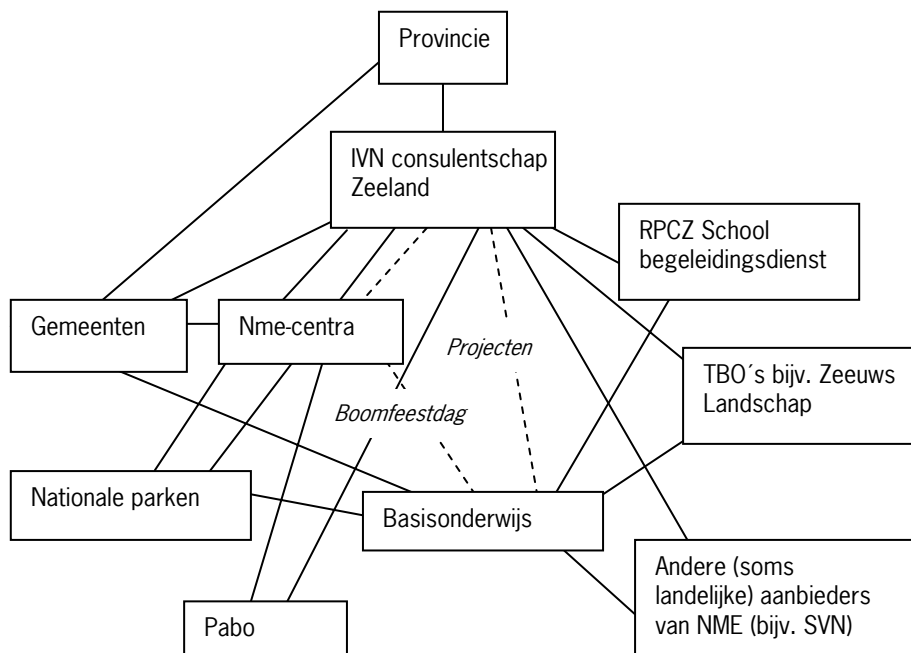 Provincie
IVN consulentschap
Zeeland
RPCZ School
begeleidingsdienst
Gemeenten
Nme-centra
Projecten
TBO´s bijv. Zeeuws
Landschap
Boomfeestdag
Nationale parken
Basisonderwijs
Andere (soms
landelijke) aanbieders
van NME (bijv. SVN)
Pabo